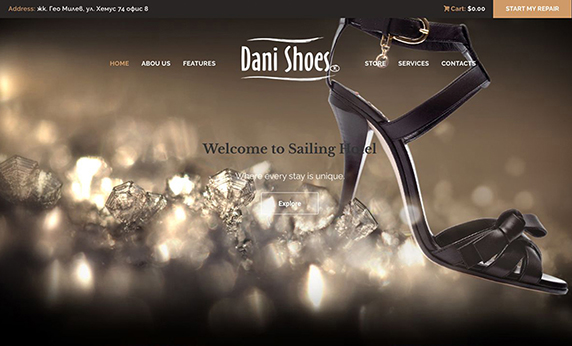 Address: жк. Гео Милев, ул. Хемус 74 офис 8
Cart: $0.00
START MY REPAIR
HOME ABOU US FEATURES
Dani Shoes
STORE SERVICES CONTACTS
Welcome to Sailing Hotel
Where every stay is unique
Explore